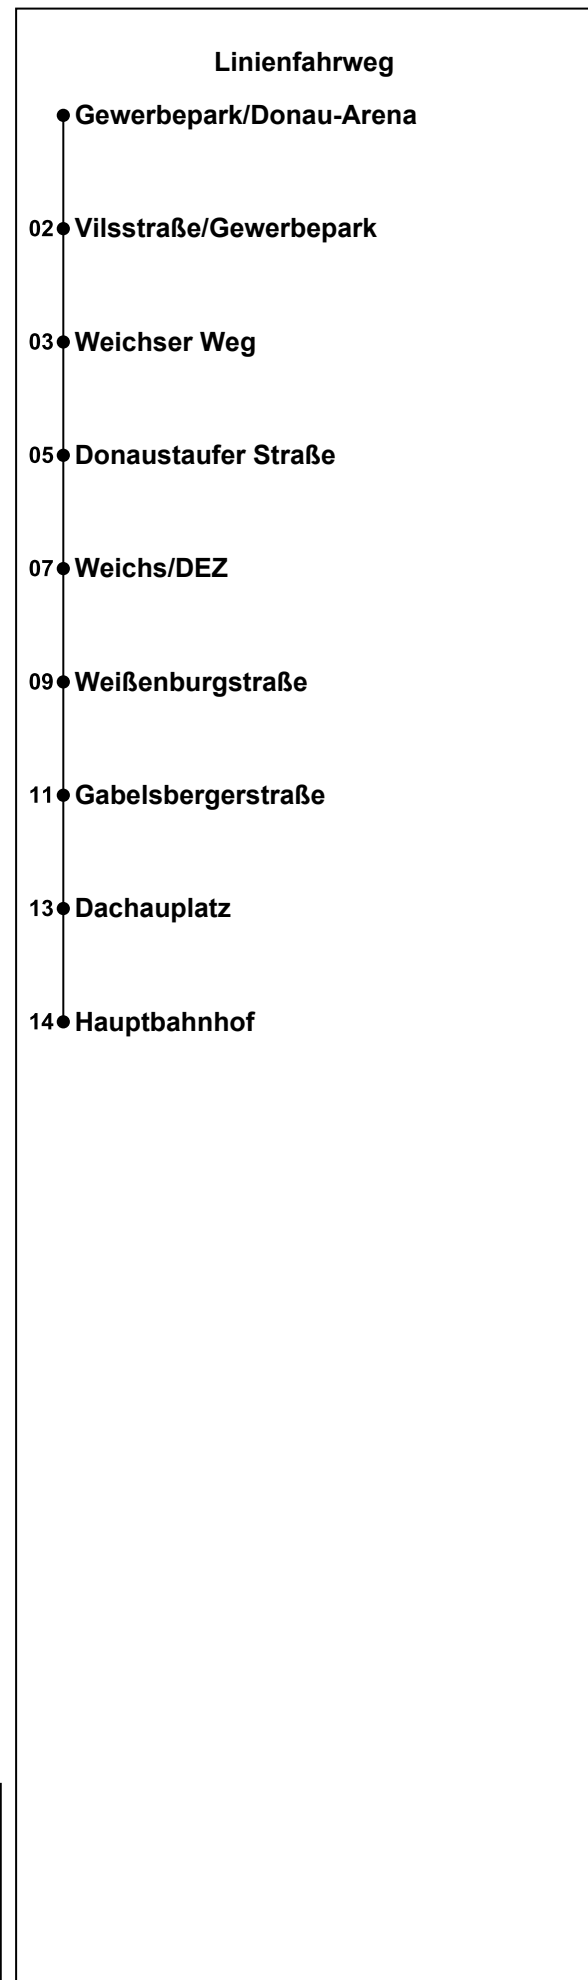 Linienfahrweg
Gewerbepark/Donau-Arena
02 Vilsstraße/Gewerbepark
03 Weichser Weg
05 Donaustaufer Straße
07 Weichs/DEZ
09 Weißenburgstraße
11 Gabelsbergerstraße
13 Dachauplatz
14 Hauptbahnhof